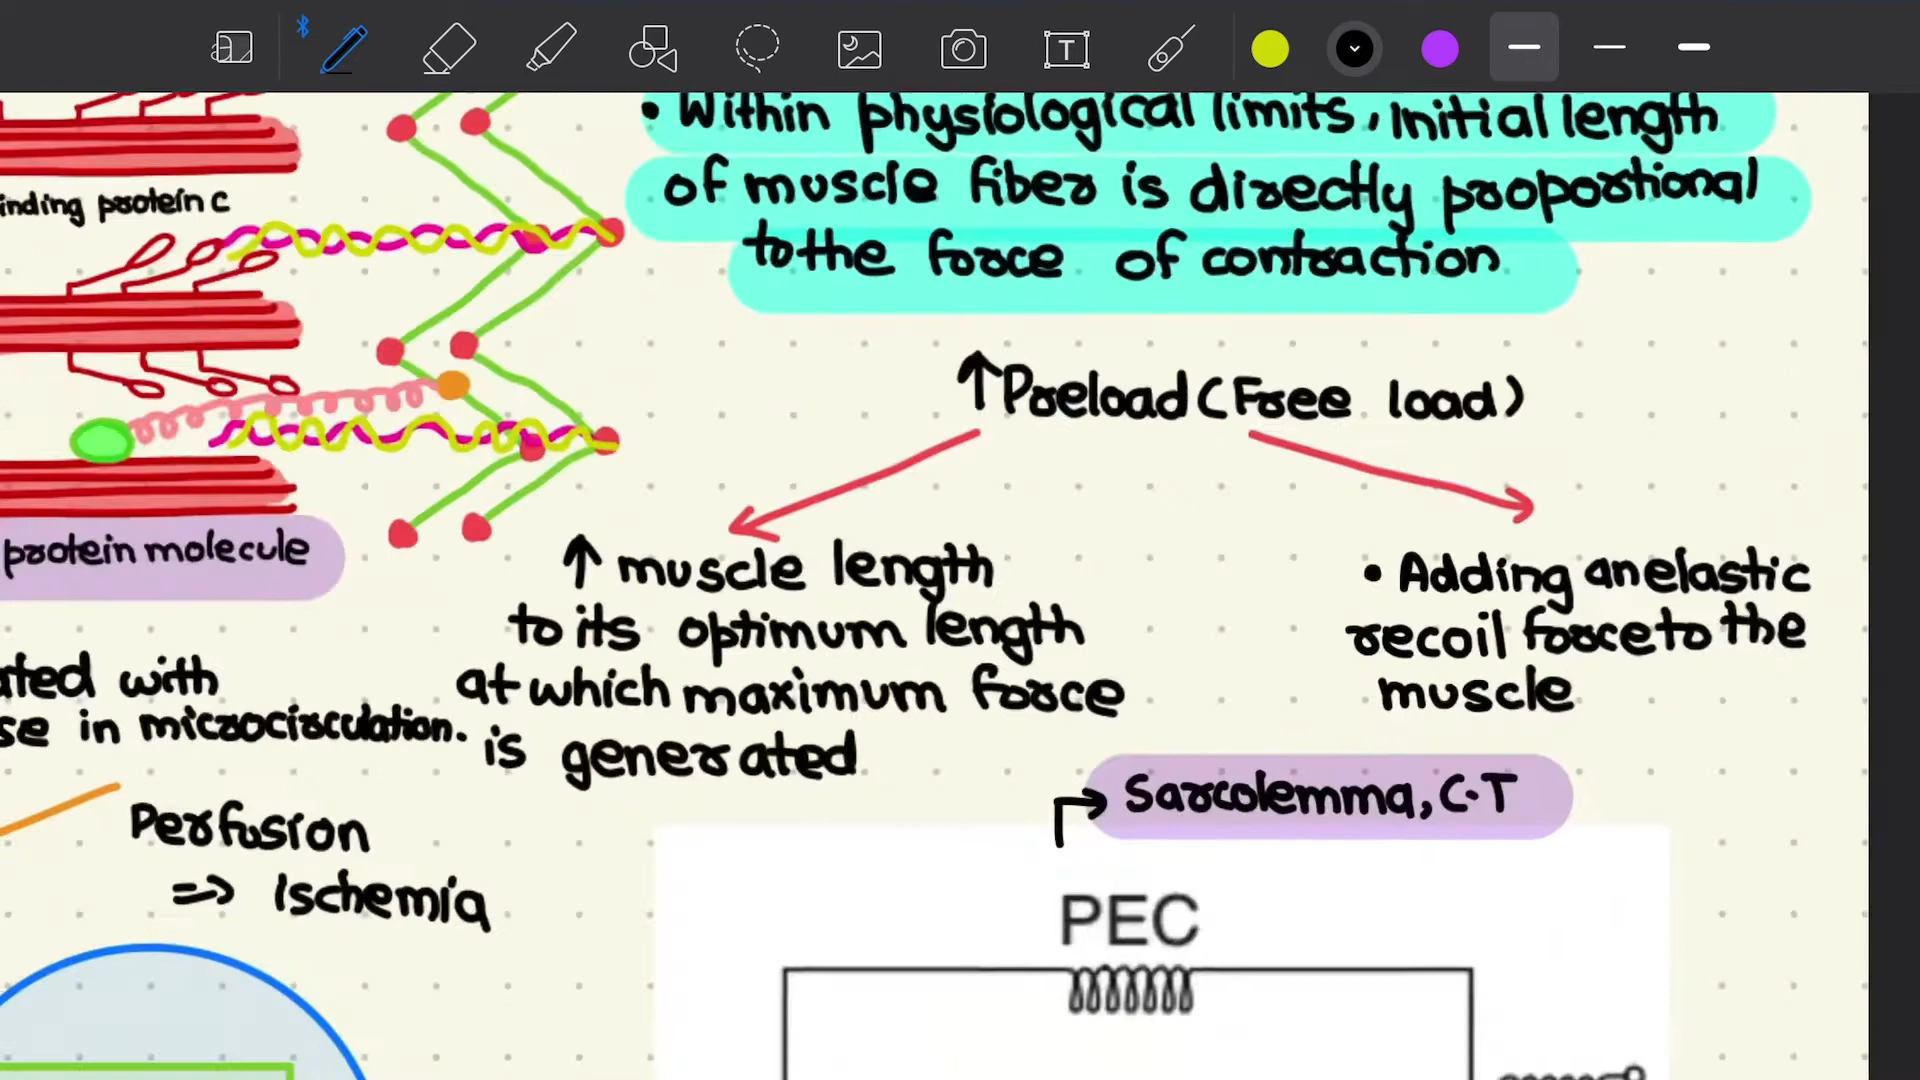 • Within physiological limits, Initial length
of muscle fiber is directly proportional
to the force of contraction
inding protein c
↑ Preload (Free load)
protein molecule
↑ muscle length
to its optimum length
at which maximum force
is generated
• Adding an elastic
recoil force to the
muscle
ated with
se in microcirculation.
Perfusion
=> Ischemia
Sarcolemma, C.T
PEC